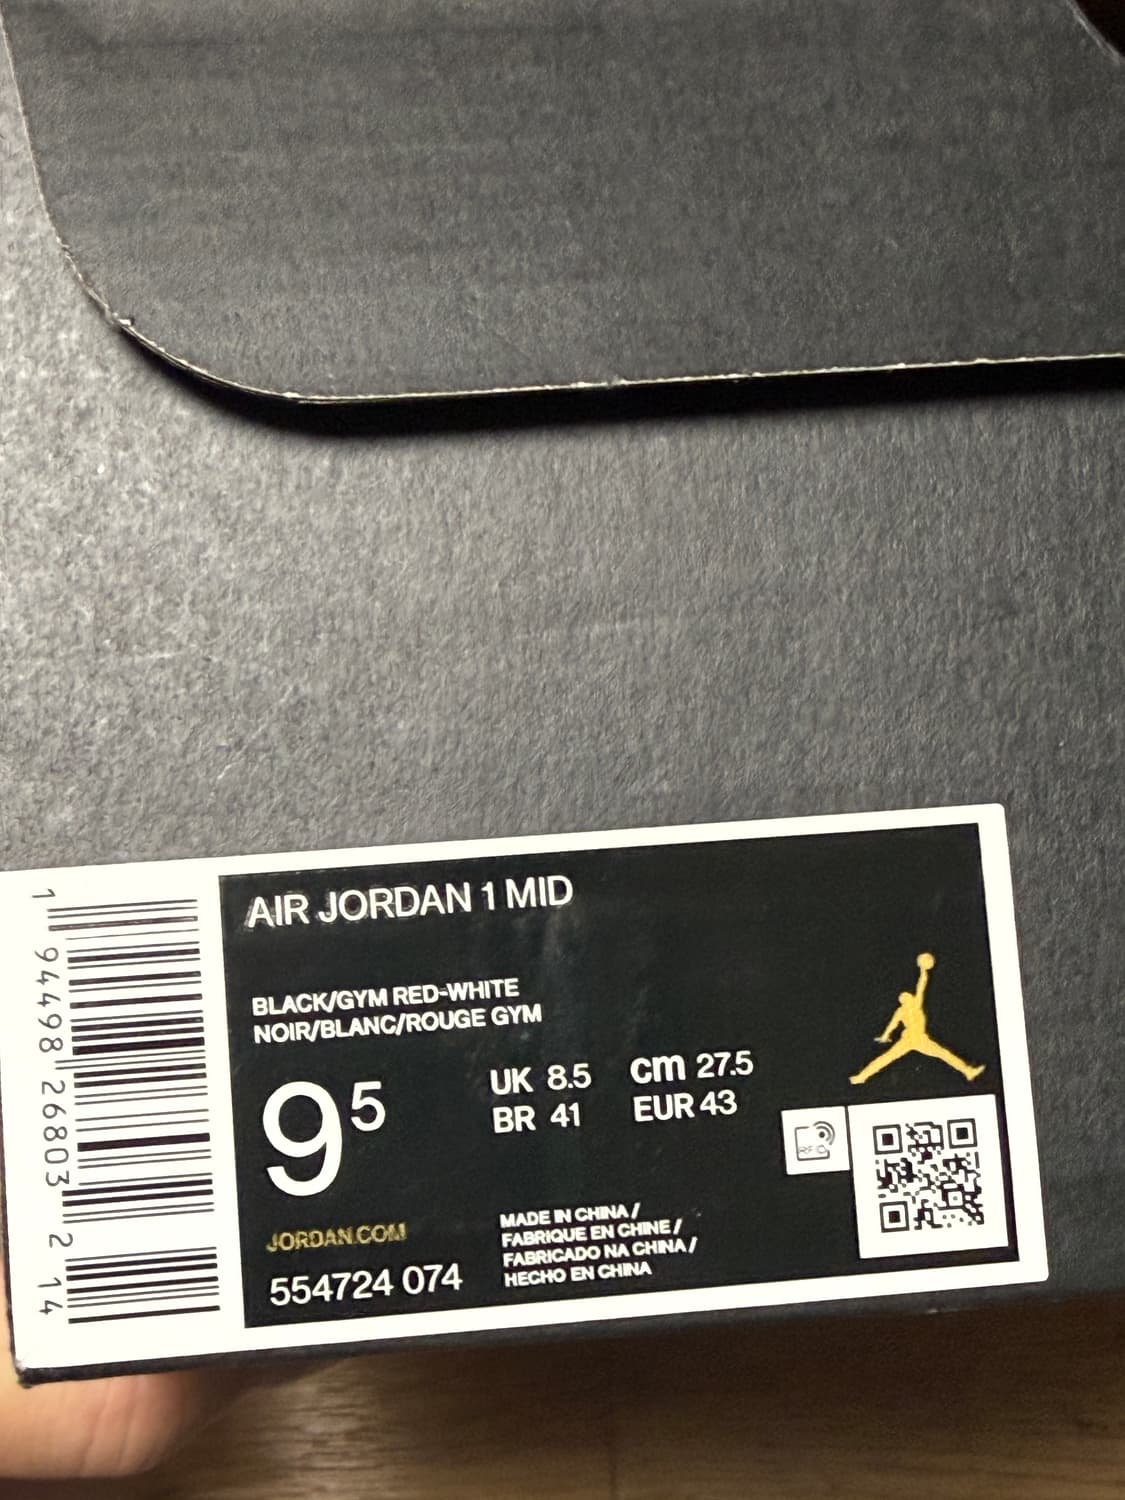 AIR JORDAN 1 MID
BLACK/GYM RED-WHITE
NOIR/BLANC/ROUGE GYM
9 5
UK 8.5 cm 27.5
BR 41 EUR 43
JORDAN.COM
554724 074
MADE IN CHINA /
FABRIQUE EN CHINE /
FABRICADO NA CHINA /
HECHO EN CHINA
RFID
1 94498 26803 2 14